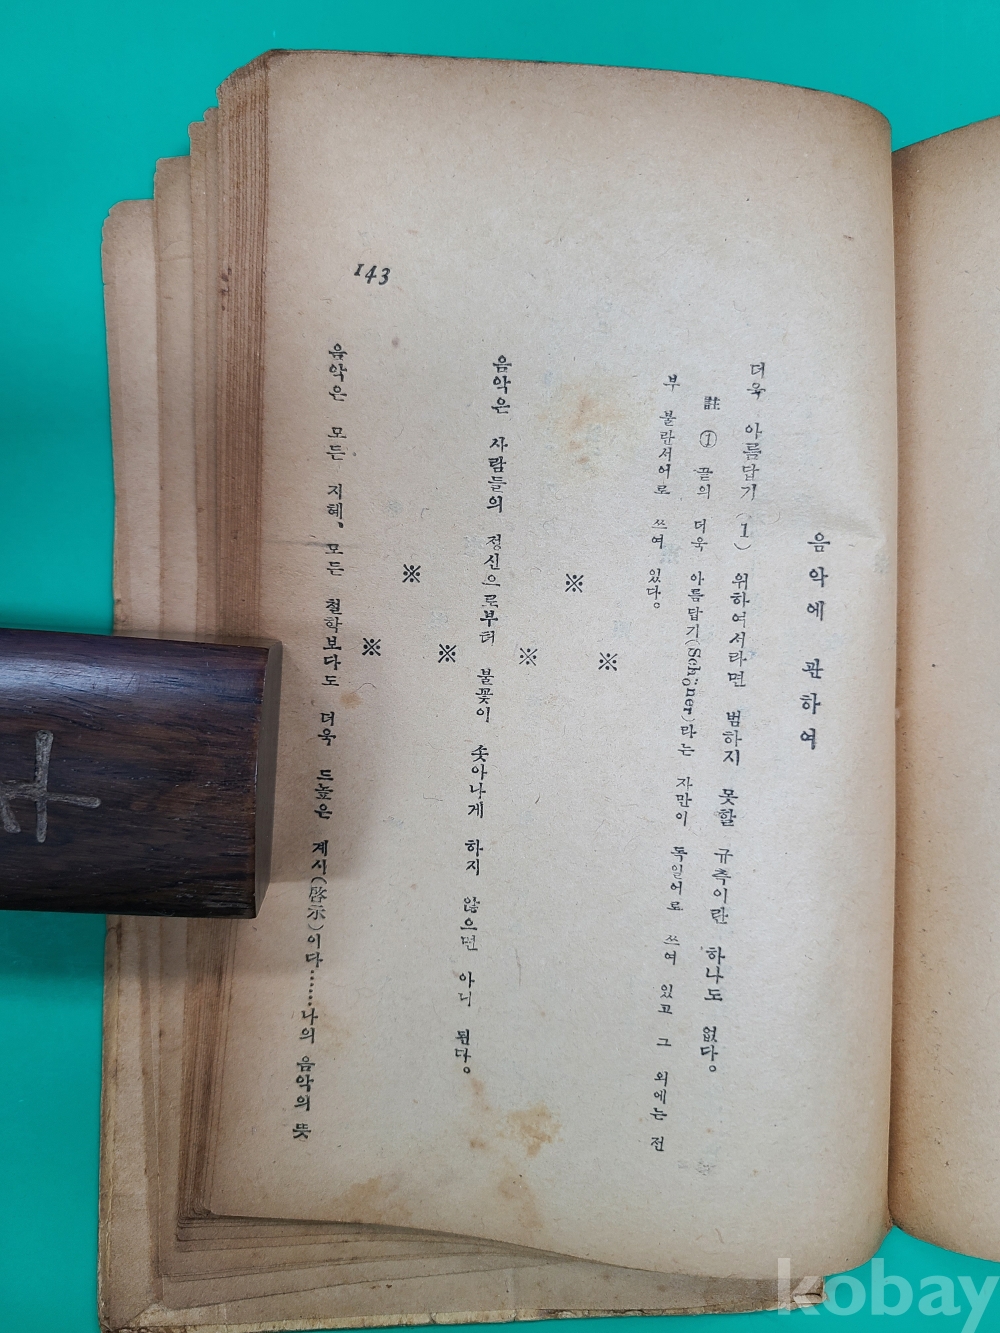 음악에 관하여
더욱 아름답기(1) 위하여서라면 범하지 못할 규측이란 하나도 없다。
註 ① 끌의 더욱 아름답기(Schöner)라는 자만이 독일어로 쓰여 있고 그 외에는 전
부 불란서어로 쓰여 있다。
※ ※ ※
음악은 사람들의 정신으로부터 불꽃이 솟아나게 하지 않으면 아니 된다。
※ ※ ※
음악은 모든 지혜、모든 철학보다도 더욱 드높은 계시(啓示)이다……나의 음악의 뜻
143
kobay